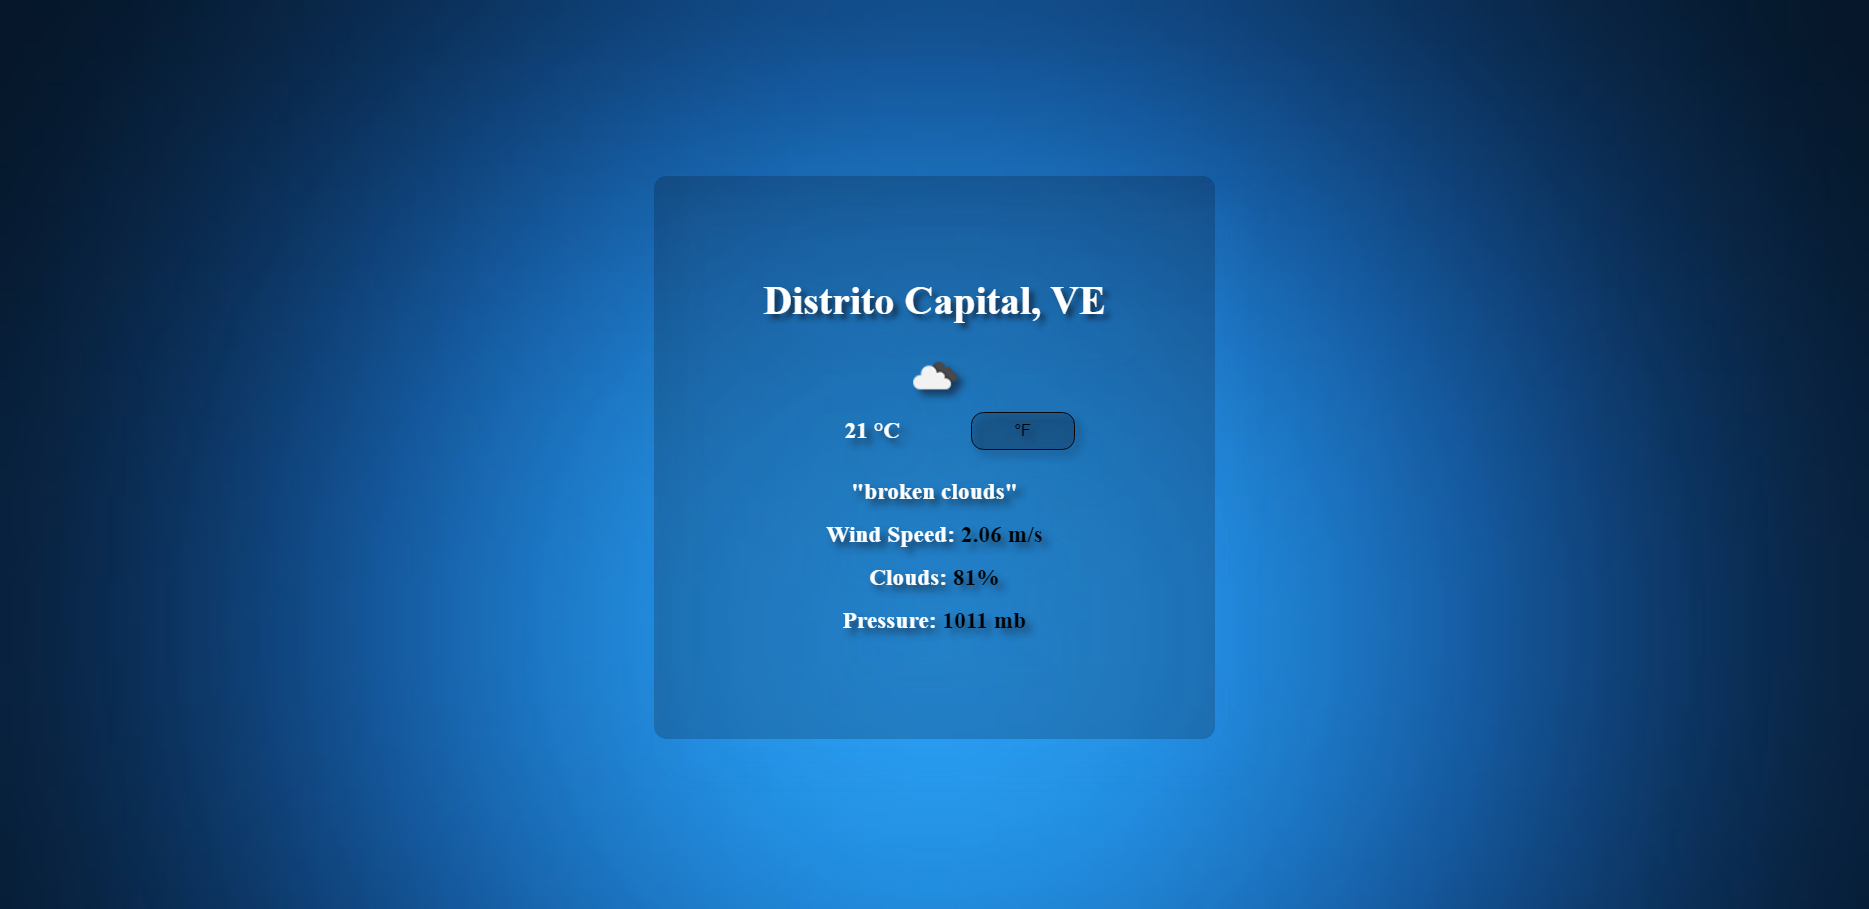 Distrito Capital, VE
21 °C °F
"broken clouds"
Wind Speed: 2.06 m/s
Clouds: 81%
Pressure: 1011 mb